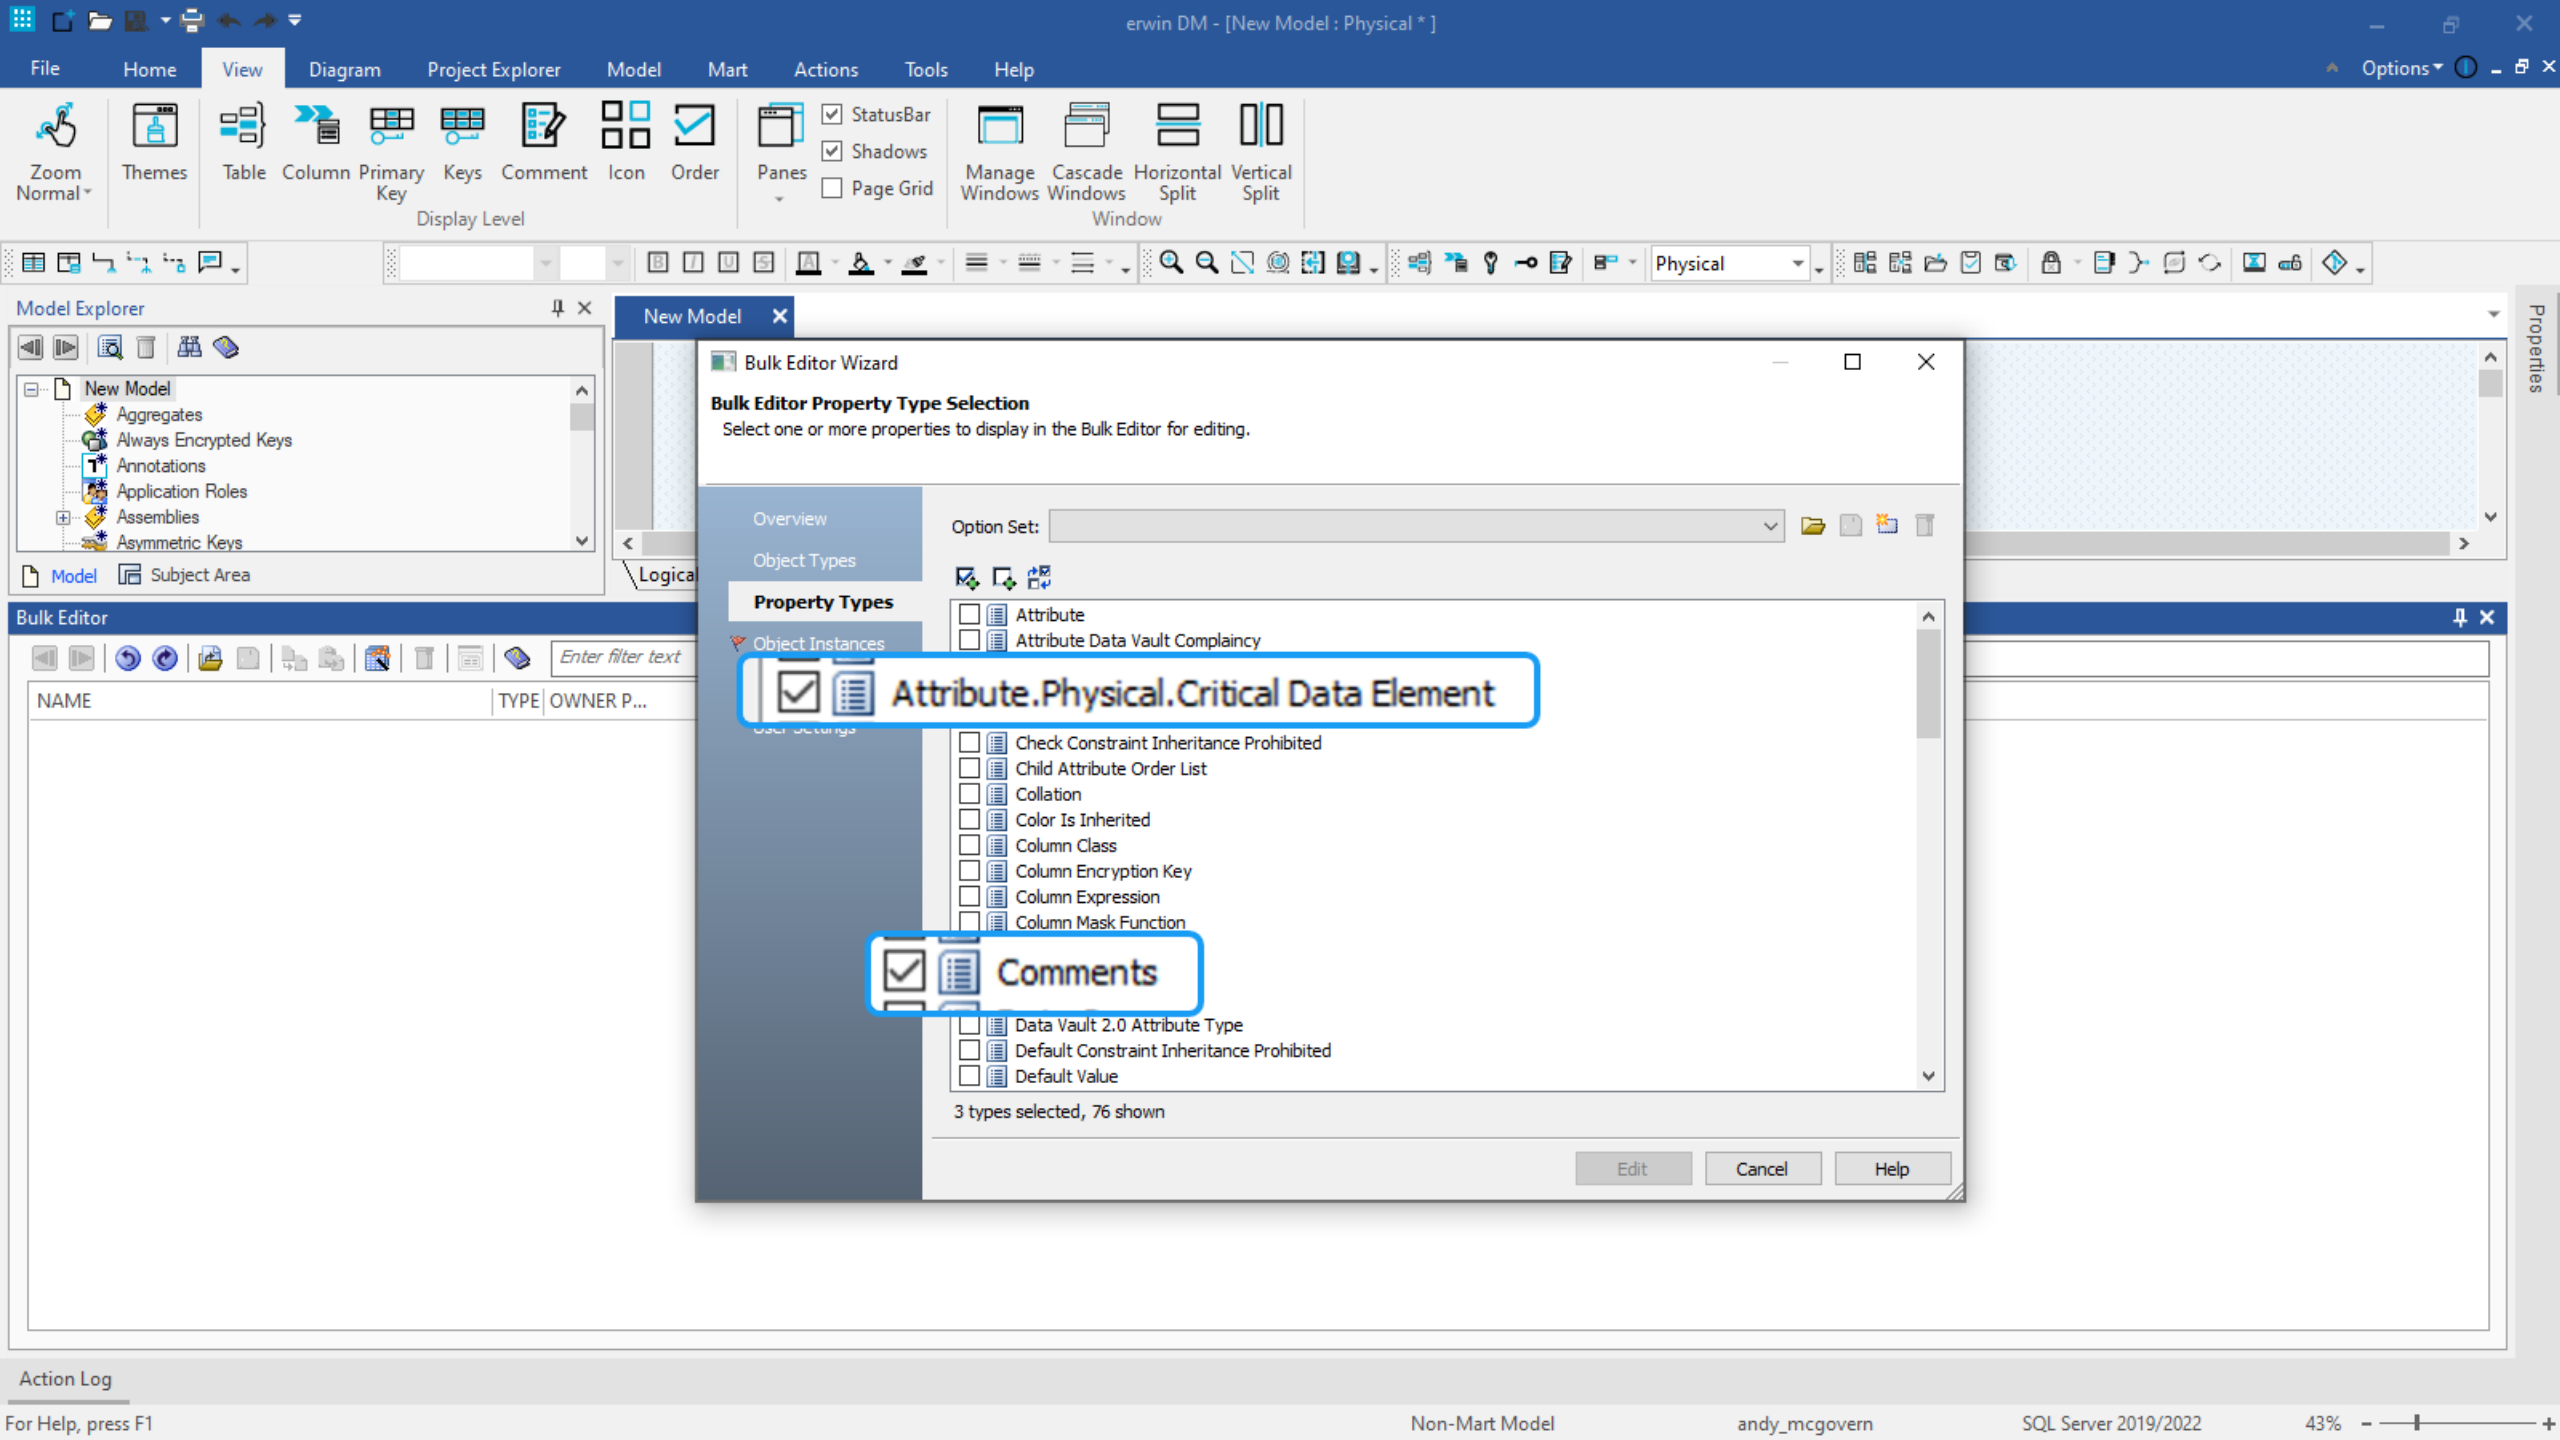 erwin DM - [New Model : Physical * ]
File Home View Diagram Project Explorer Model Mart Actions Tools Help Options
Zoom Normal
Themes
Table Column Primary Key Keys Comment Icon Order
Display Level
Panes
StatusBar
Shadows
Page Grid
Manage Windows Cascade Windows Horizontal Split Vertical Split
Window
B I U S A
Physical
Model Explorer
New Model
Properties
New Model
Aggregates
Always Encrypted Keys
Annotations
Application Roles
Assemblies
Asymmetric Keys
Model Subject Area
Logical
Bulk Editor
Enter filter text
NAME TYPE OWNER P...
Bulk Editor Wizard
Bulk Editor Property Type Selection
Select one or more properties to display in the Bulk Editor for editing.
Overview
Object Types
Property Types
Object Instances
User Settings
Option Set:
Attribute
Attribute Data Vault Complaincy
Attribute.Physical.Critical Data Element
Check Constraint Inheritance Prohibited
Child Attribute Order List
Collation
Color Is Inherited
Column Class
Column Encryption Key
Column Expression
Column Mask Function
Comments
Data Vault 2.0 Attribute Type
Default Constraint Inheritance Prohibited
Default Value
3 types selected, 76 shown
Edit Cancel Help
Action Log
For Help, press F1
Non-Mart Model
andy_mcgovern
SQL Server 2019/2022
43%